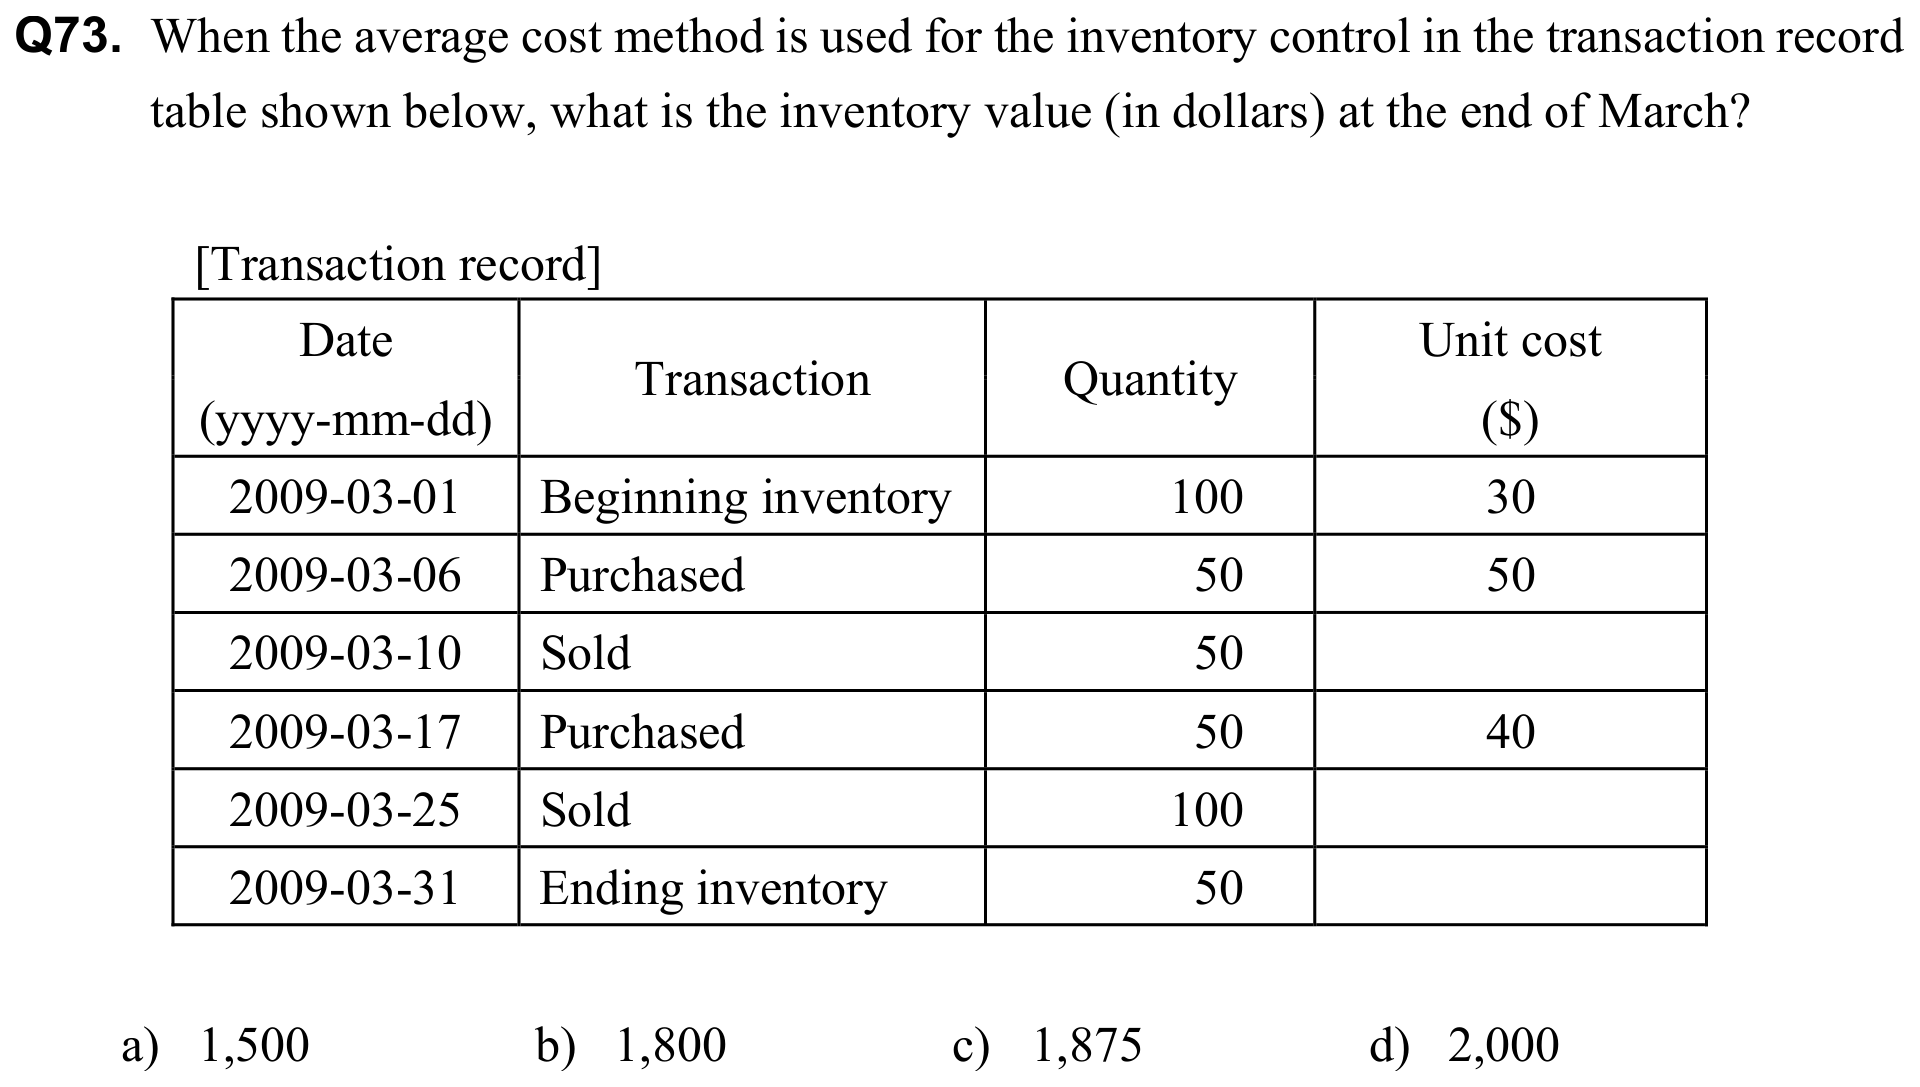 Q73. When the average cost method is used for the inventory control in the transaction record
table shown below, what is the inventory value (in dollars) at the end of March?
[Transaction record]
Date (yyyy-mm-dd) Transaction Quantity Unit cost ($)
2009-03-01 Beginning inventory 100 30
2009-03-06 Purchased 50 50
2009-03-10 Sold 50
2009-03-17 Purchased 50 40
2009-03-25 Sold 100
2009-03-31 Ending inventory 50
a) 1,500 b) 1,800 c) 1,875 d) 2,000